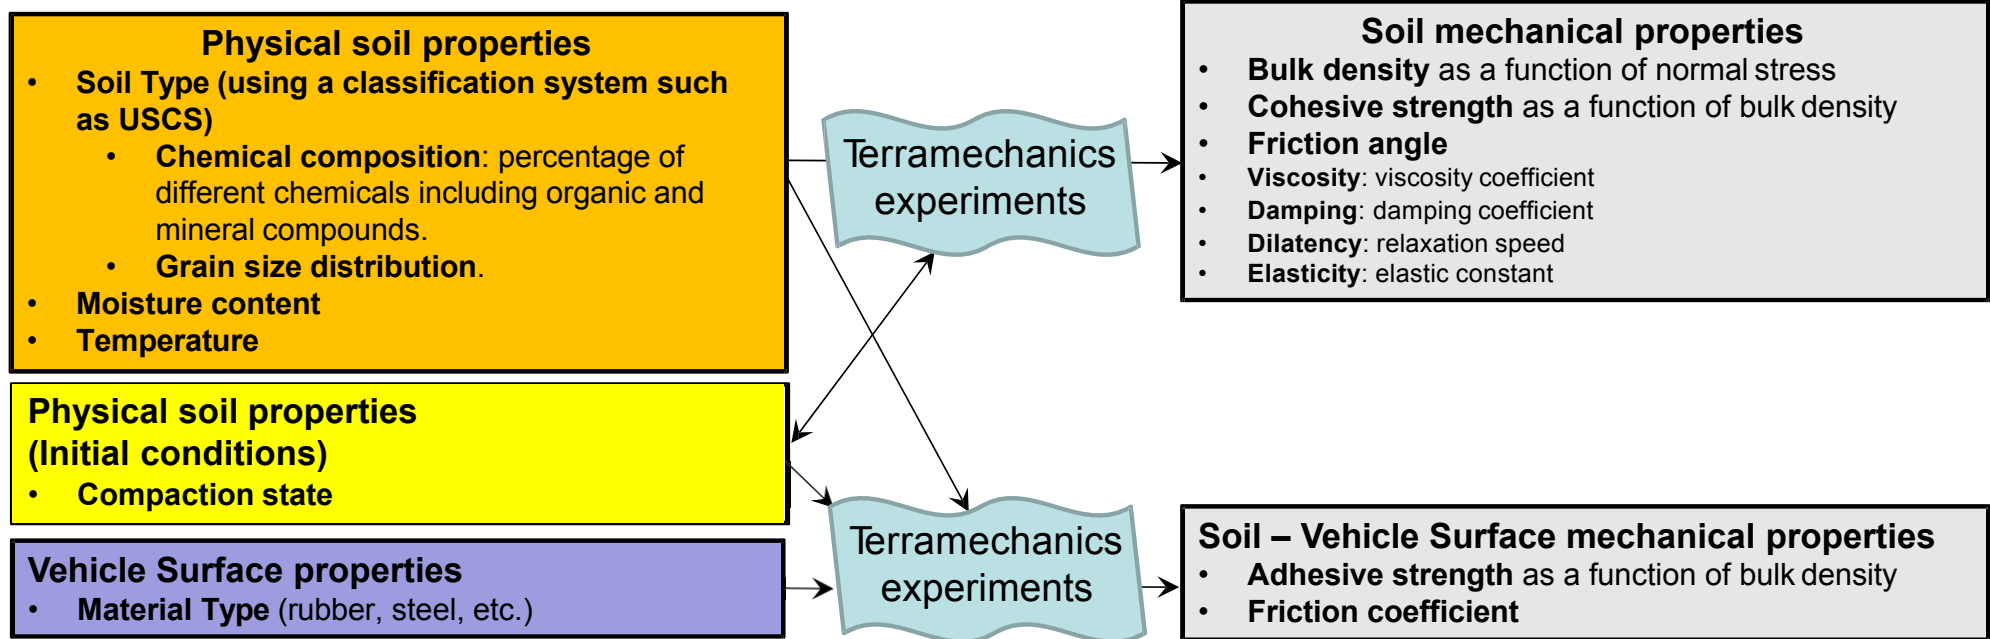 Physical soil properties
• Soil Type (using a classification system such
as USCS)
• Chemical composition: percentage of
different chemicals including organic and
mineral compounds.
• Grain size distribution.
• Moisture content
• Temperature
Physical soil properties
(Initial conditions)
• Compaction state
Vehicle Surface properties
• Material Type (rubber, steel, etc.)
Terramechanics
experiments
Terramechanics
experiments
Soil mechanical properties
• Bulk density as a function of normal stress
• Cohesive strength as a function of bulk density
• Friction angle
• Viscosity: viscosity coefficient
• Damping: damping coefficient
• Dilatency: relaxation speed
• Elasticity: elastic constant
Soil – Vehicle Surface mechanical properties
• Adhesive strength as a function of bulk density
• Friction coefficient